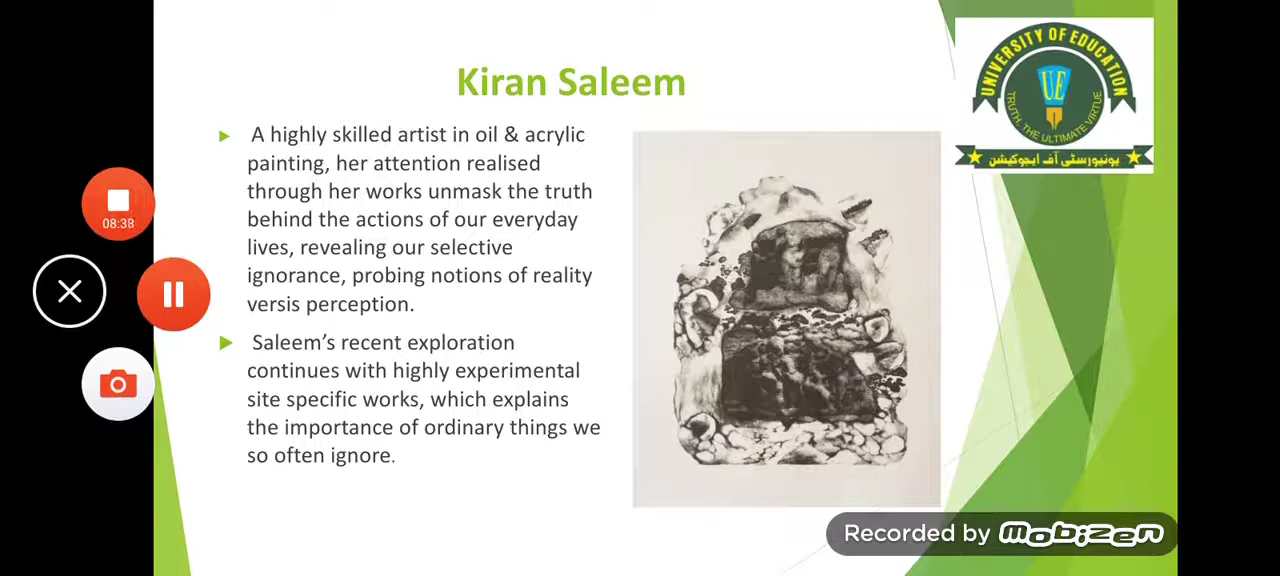 Kiran Saleem
UNIVERSITY OF EDUCATION
UE
TRUTH, THE ULTIMATE VIRTUE
یونیورسٹی آف ایجوکیشن
A highly skilled artist in oil & acrylic
painting, her attention realised
through her works unmask the truth
behind the actions of our everyday
lives, revealing our selective
ignorance, probing notions of reality
versis perception.
Saleem’s recent exploration
continues with highly experimental
site specific works, which explains
the importance of ordinary things we
so often ignore.
08:38
Recorded by Mobizen